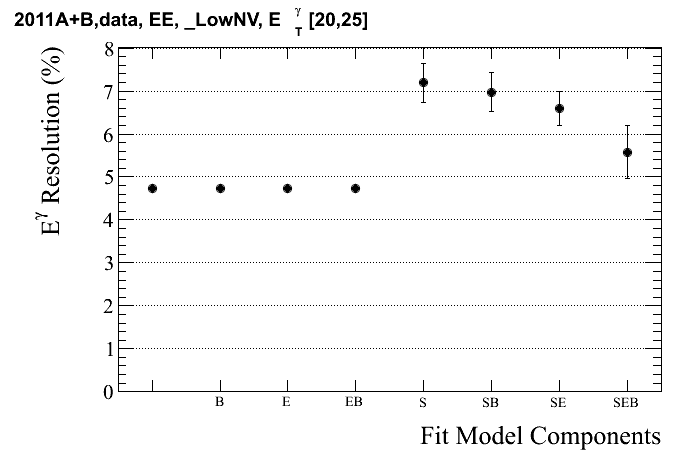 2011A+B,data, EE, _LowNV, E γ T [20,25]
E γ Resolution (%)
8
7
6
5
4
3
2
1
0
B E EB S SB SE SEB
Fit Model Components